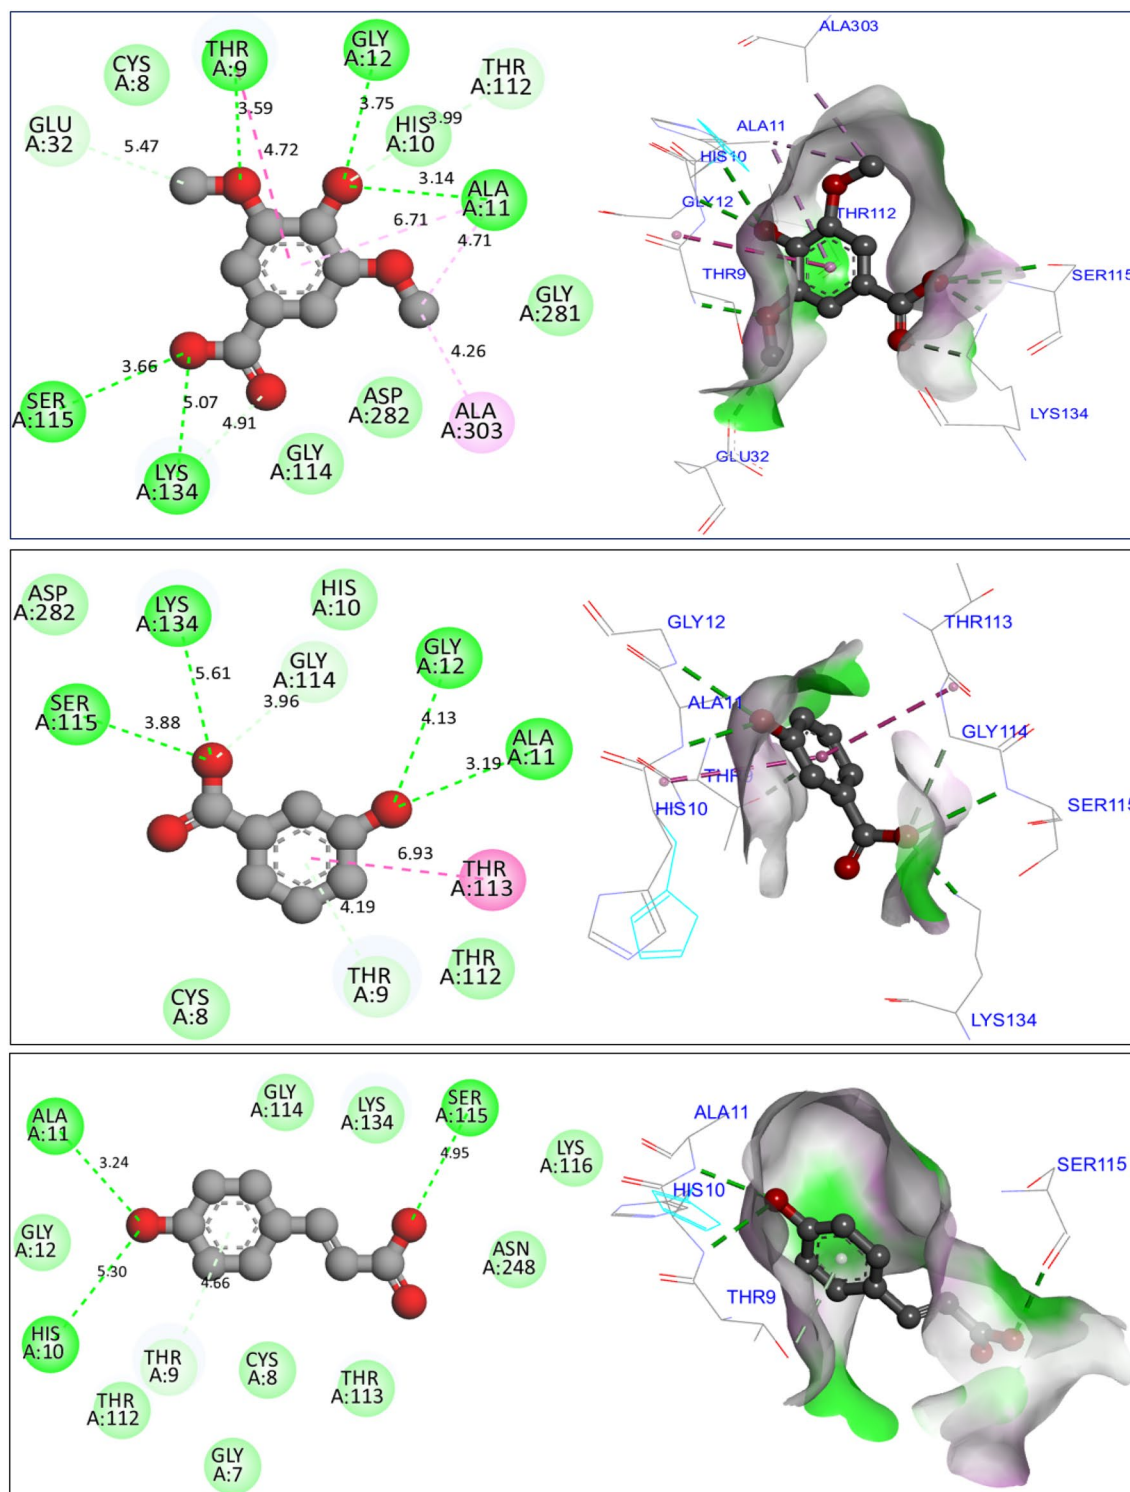 CYS
A:8
THR
A:9
GLY
A:12
THR
A:112
GLU
A:32
HIS
A:10
ALA
A:11
GLY
A:281
ASP
A:282
ALA
A:303
GLY
A:114
SER
A:115
LYS
A:134
3.59
3.75
3.99
5.47
4.72
3.14
6.71
4.71
4.26
3.66
5.07
4.91
ALA303
ALA11
HIS10
GLY12
THR112
THR9
SER115
LYS134
GLU32
ASP
A:282
LYS
A:134
HIS
A:10
GLY
A:114
GLY
A:12
SER
A:115
ALA
A:11
THR
A:113
THR
A:112
THR
A:9
CYS
A:8
5.61
3.88
3.96
4.13
3.19
6.93
4.19
GLY12
THR113
ALA11
GLY114
HIS10
SER115
LYS134
ALA
A:11
GLY
A:114
LYS
A:134
SER
A:115
LYS
A:116
GLY
A:12
ASN
A:248
HIS
A:10
THR
A:9
CYS
A:8
THR
A:113
THR
A:112
GLY
A:7
3.24
4.95
5.30
4.66
ALA11
HIS10
SER115
THR9